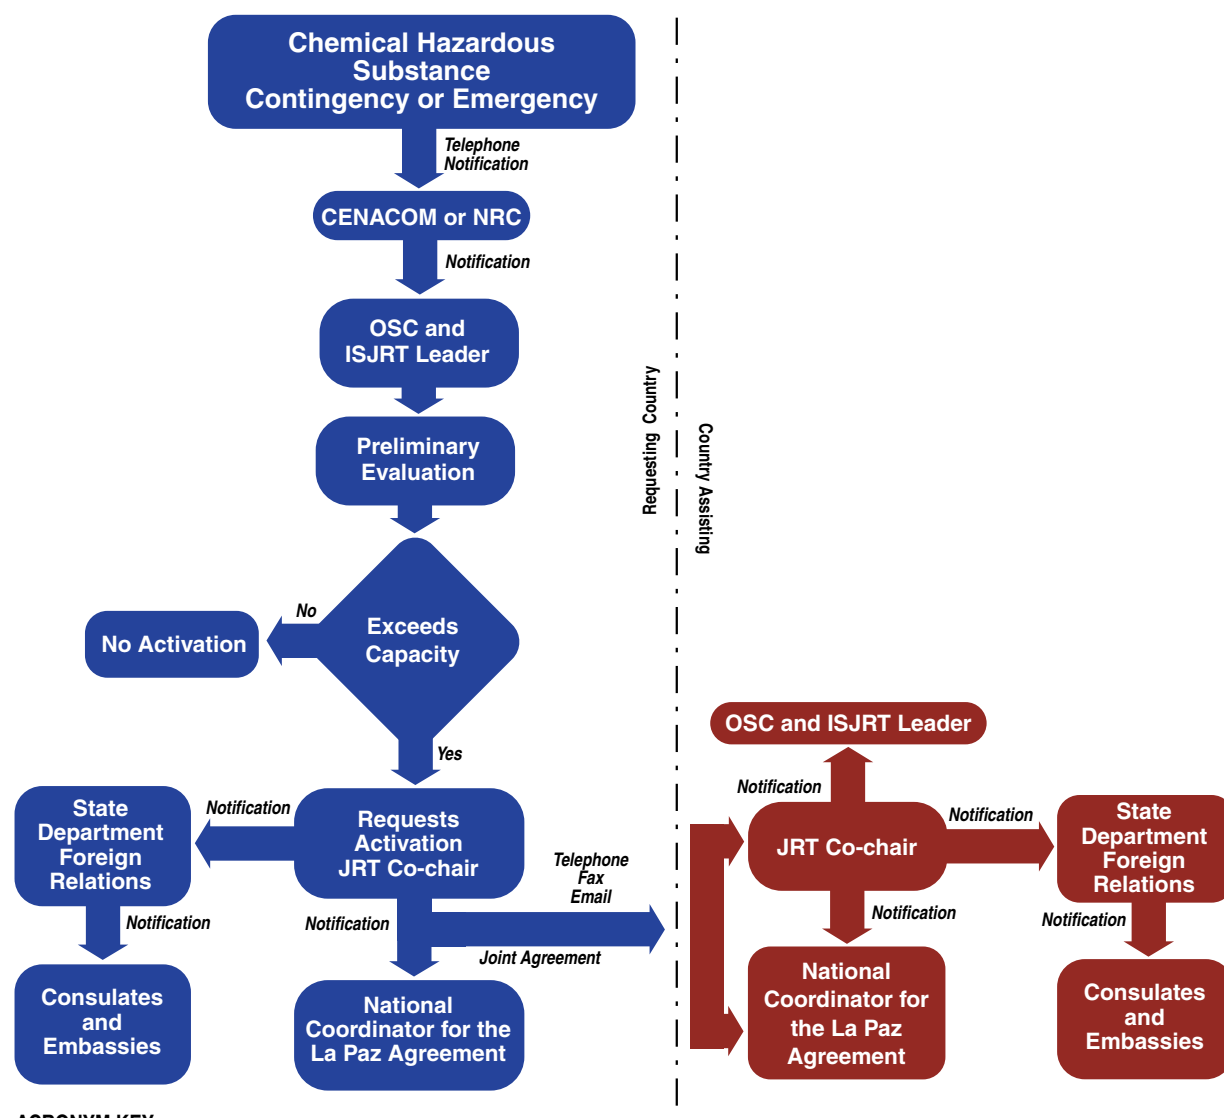 Chemical Hazardous
Substance
Contingency or Emergency
Telephone
Notification
CENACOM or NRC
Notification
OSC and
ISJRT Leader
Preliminary
Evaluation
Requesting Country
Country Assisting
Exceeds
Capacity
No
No Activation
Yes
State
Department
Foreign
Relations
Notification
Requests
Activation
JRT Co-chair
Notification
Consulates
and
Embassies
Notification
Telephone
Fax
Email
Joint Agreement
National
Coordinator for the
La Paz Agreement
OSC and ISJRT Leader
Notification
JRT Co-chair
Notification
State
Department
Foreign
Relations
Notification
National
Coordinator for
the La Paz
Agreement
Notification
Consulates
and
Embassies
ACRONYM KEY